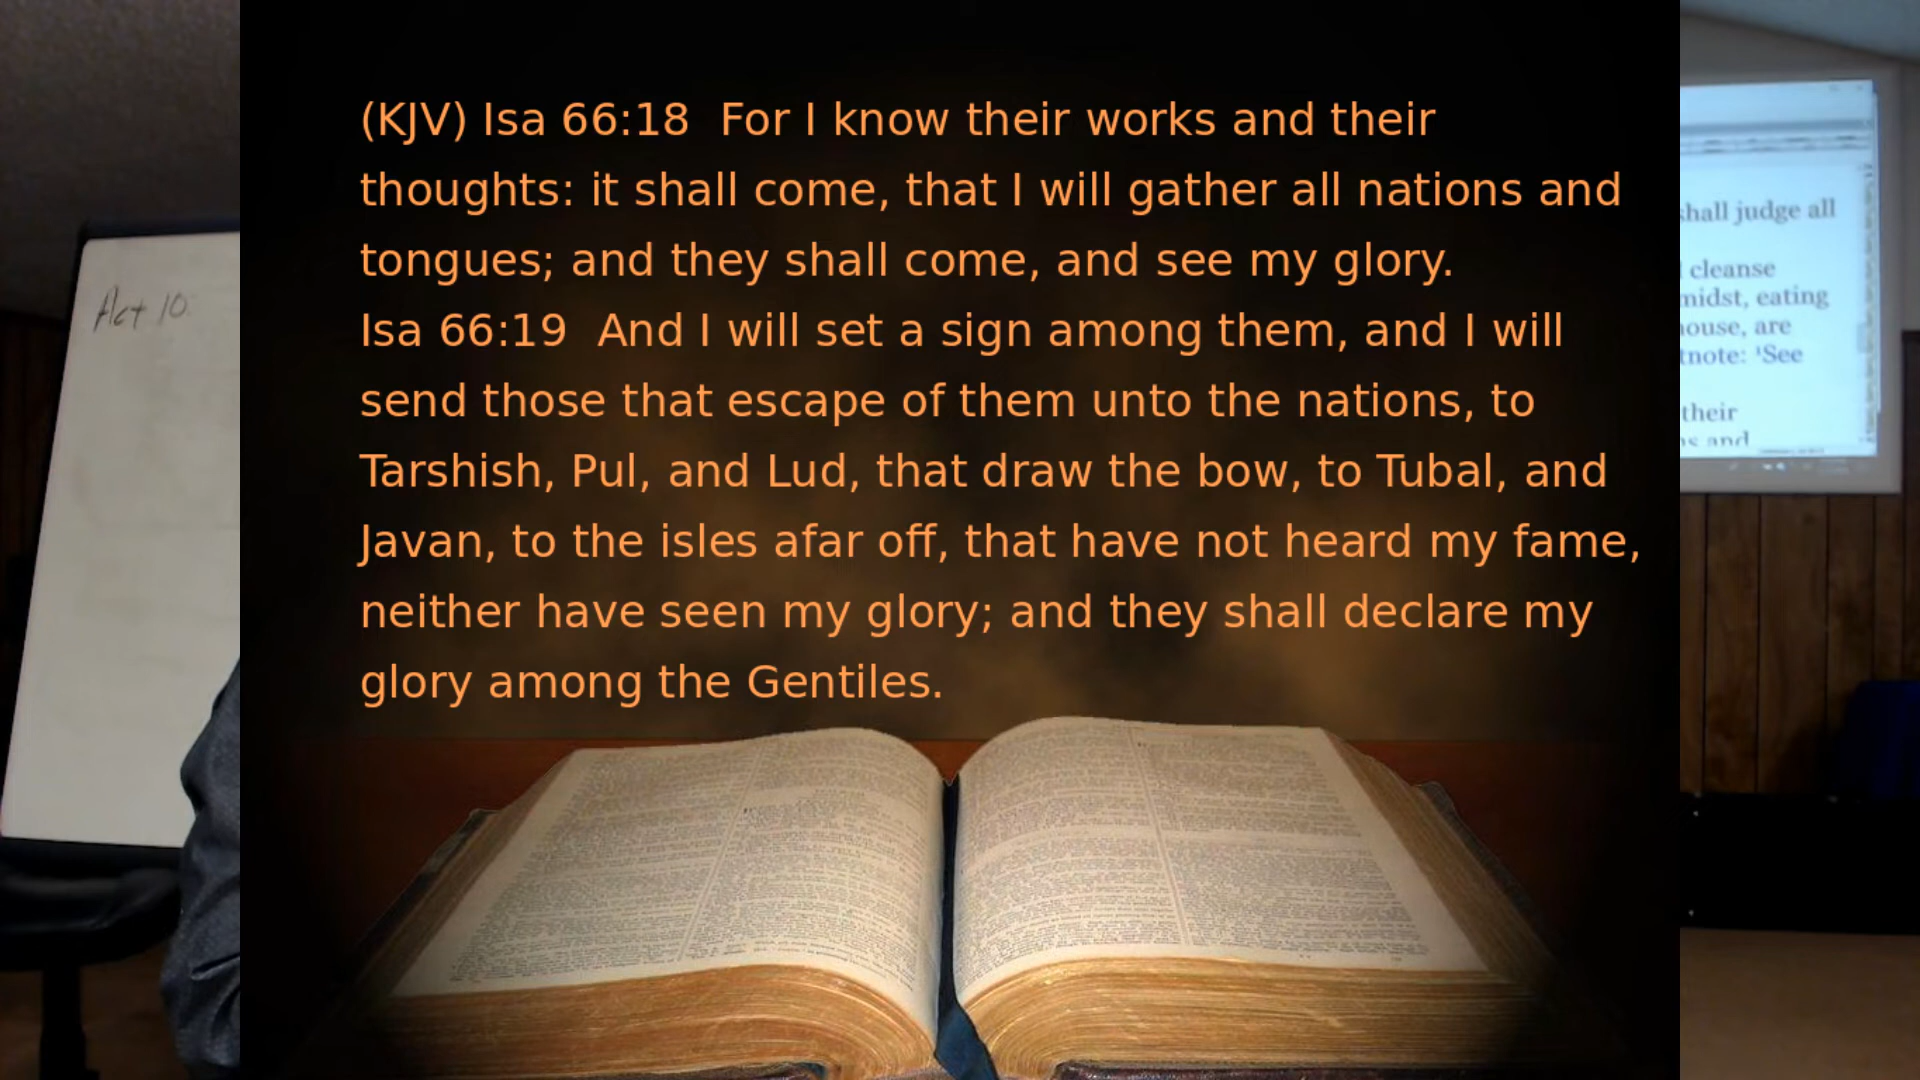 (KJV) Isa 66:18  For I know their works and their
thoughts: it shall come, that I will gather all nations and
tongues; and they shall come, and see my glory.
Isa 66:19  And I will set a sign among them, and I will
send those that escape of them unto the nations, to
Tarshish, Pul, and Lud, that draw the bow, to Tubal, and
Javan, to the isles afar off, that have not heard my fame,
neither have seen my glory; and they shall declare my
glory among the Gentiles.
Act 10
shall judge all
cleanse
midst, eating
house, are
tnote: ¹See
their
and